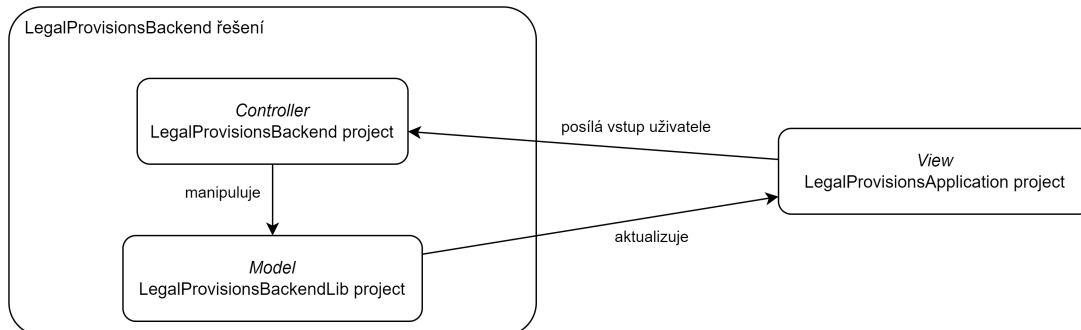 LegalProvisionsBackend řešení
Controller
LegalProvisionsBackend project
posílá vstup uživatele
View
LegalProvisionsApplication project
manipuluje
aktualizuje
Model
LegalProvisionsBackendLib project